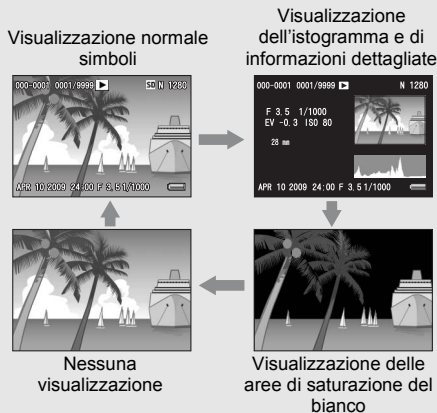 Visualizzazione normale
simboli
Visualizzazione
dell'istogramma e di
informazioni dettagliate
000-0001 0001/9999 SD N 1280
APR 10 2009 24:00 F 3.5 1/1000
000-0001 0001/9999 N 1280
F 3.5 1/1000
EV -0.3 ISO 80
28 mm
APR 10 2009 24:00 F 3.5 1/1000
Nessuna
visualizzazione
Visualizzazione delle
aree di saturazione del
bianco